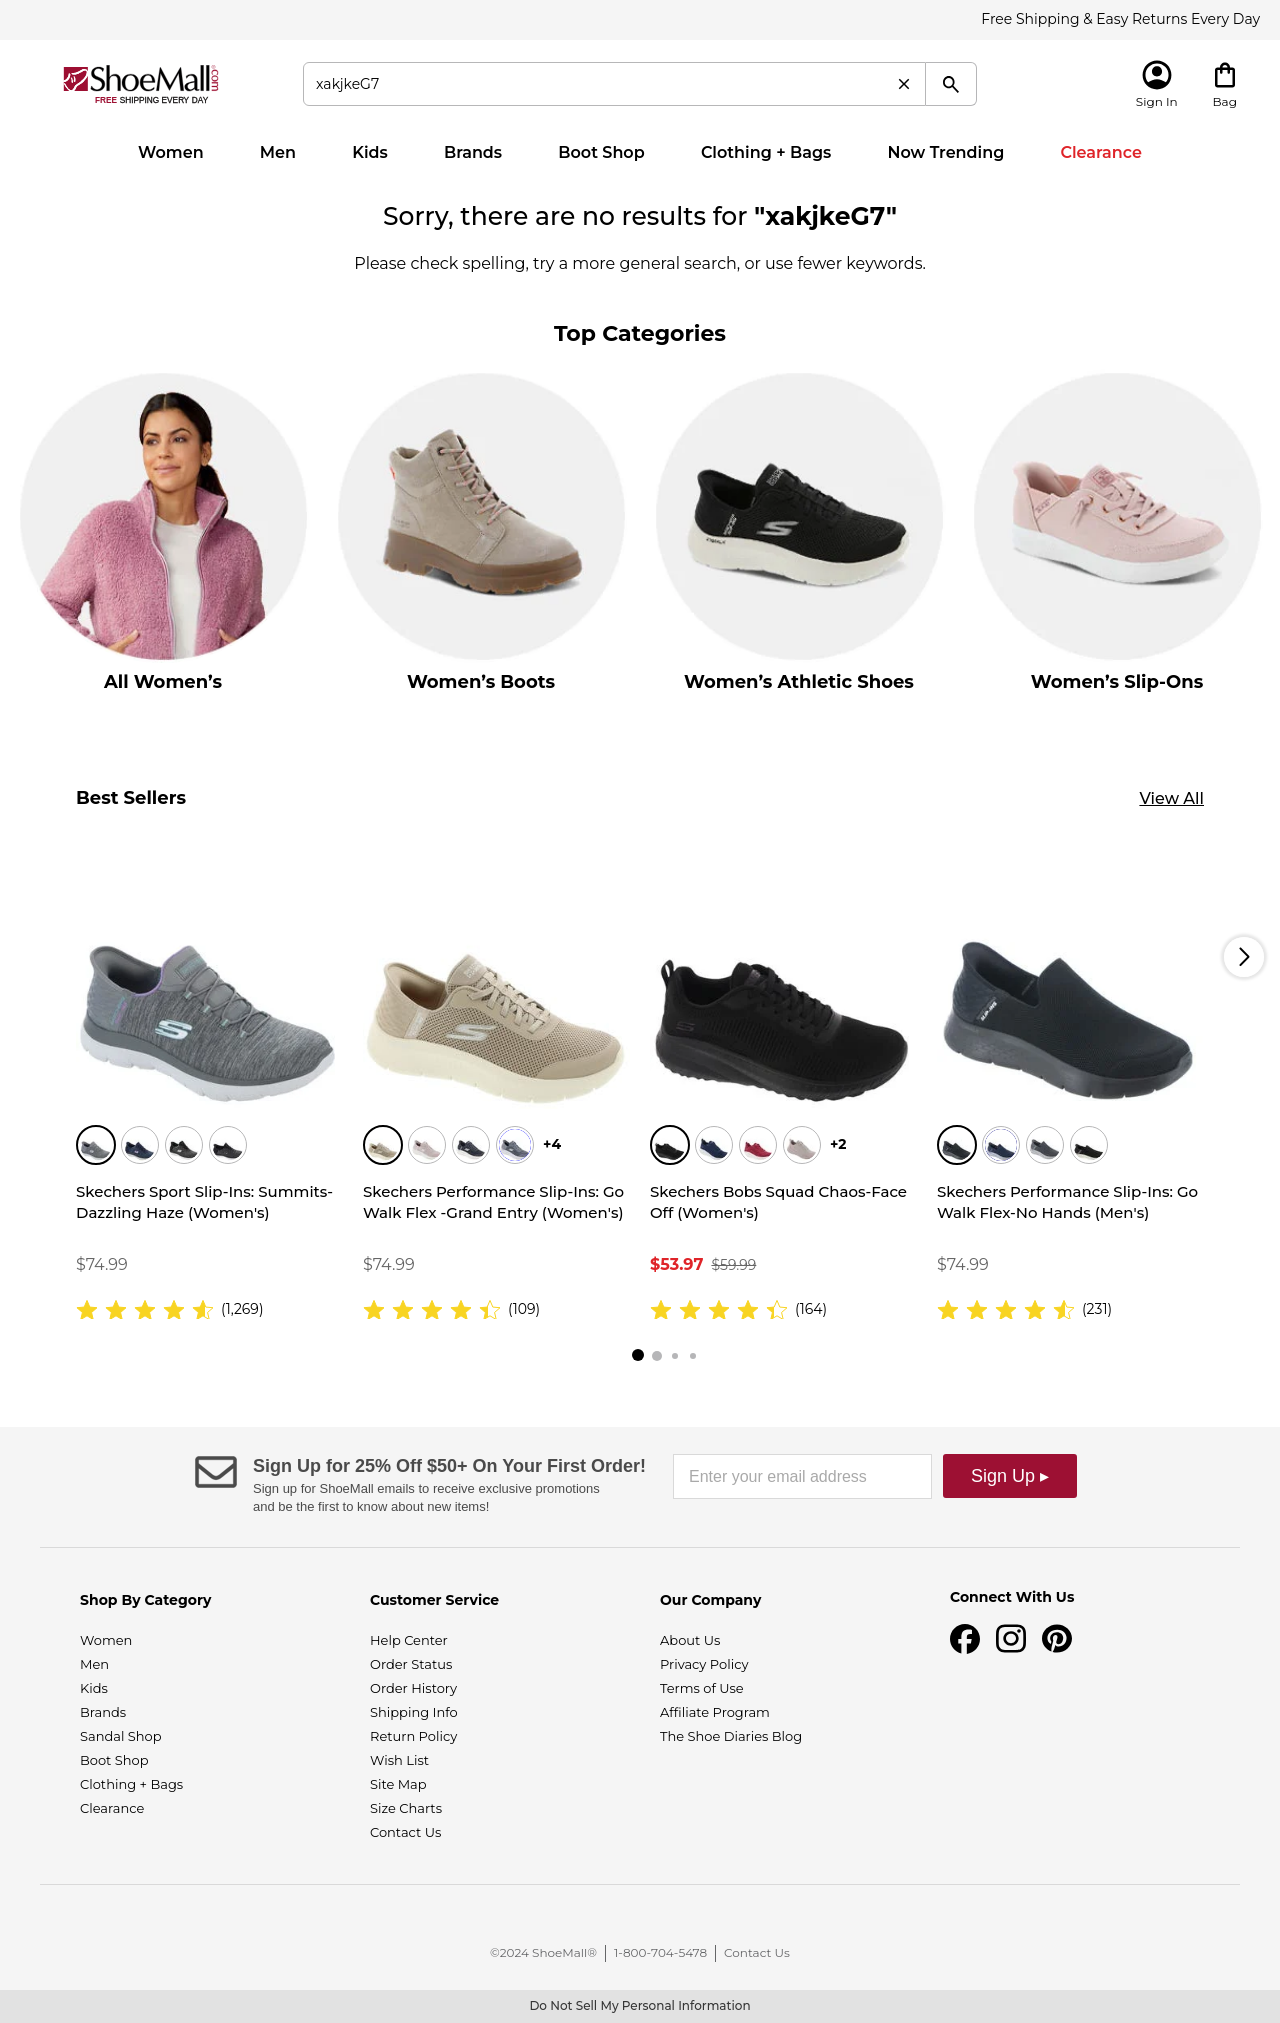 Free Shipping & Easy Returns Every Day
ShoeMall®.com
FREE SHIPPING EVERY DAY
xakjkeG7
Sign In
Bag
Women
Men
Kids
Brands
Boot Shop
Clothing + Bags
Now Trending
Clearance
Sorry, there are no results for "xakjkeG7"
Please check spelling, try a more general search, or use fewer keywords.
Top Categories
All Women’s
Women’s Boots
Women’s Athletic Shoes
Women’s Slip-Ons
Best Sellers
View All
+4
+2
Skechers Sport Slip-Ins: Summits-
Dazzling Haze (Women's)
$74.99
(1,269)
Skechers Performance Slip-Ins: Go
Walk Flex -Grand Entry (Women's)
$74.99
(109)
Skechers Bobs Squad Chaos-Face
Off (Women's)
$53.97 $59.99
(164)
Skechers Performance Slip-Ins: Go
Walk Flex-No Hands (Men's)
$74.99
(231)
Sign Up for 25% Off $50+ On Your First Order!
Sign up for ShoeMall emails to receive exclusive promotions
and be the first to know about new items!
Enter your email address
Sign Up ▸
Shop By Category
Women
Men
Kids
Brands
Sandal Shop
Boot Shop
Clothing + Bags
Clearance
Customer Service
Help Center
Order Status
Order History
Shipping Info
Return Policy
Wish List
Site Map
Size Charts
Contact Us
Our Company
About Us
Privacy Policy
Terms of Use
Affiliate Program
The Shoe Diaries Blog
Connect With Us
©2024 ShoeMall®
1-800-704-5478
Contact Us
Do Not Sell My Personal Information